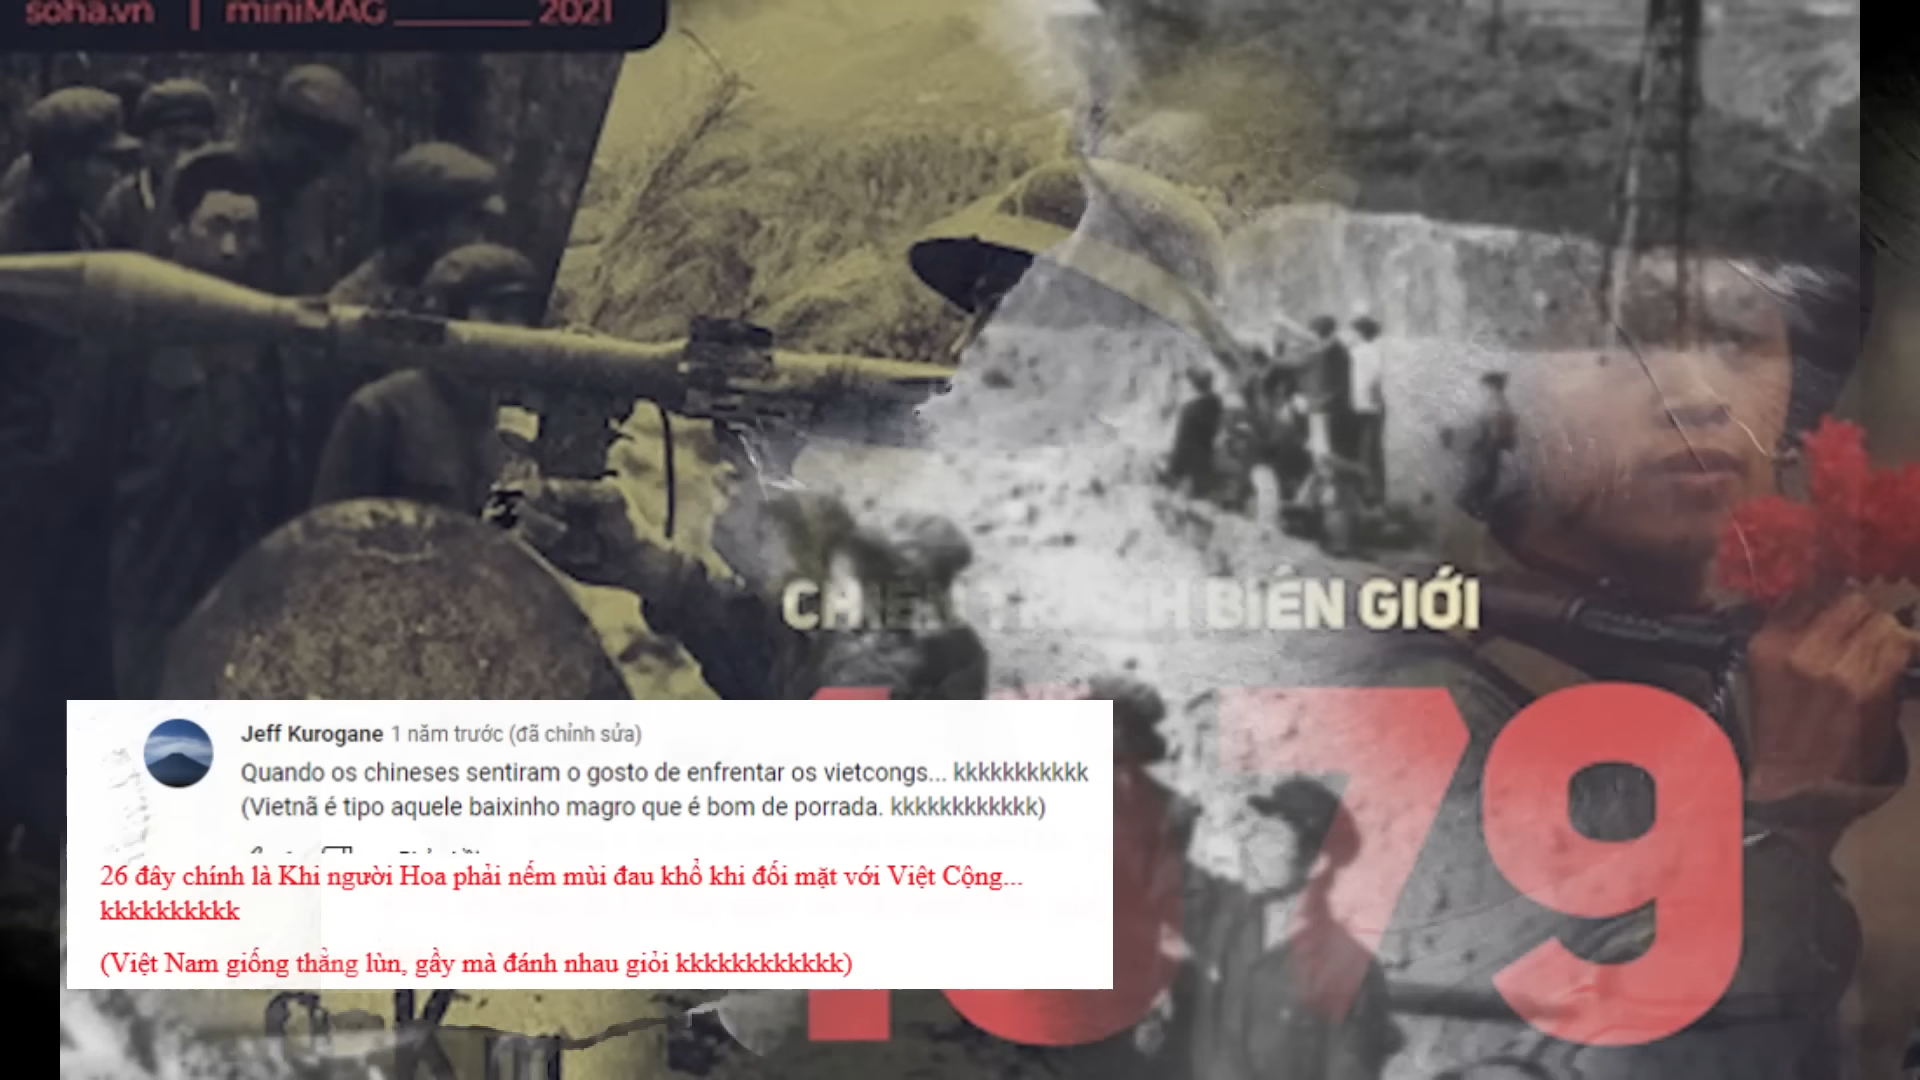 soha.vn | miniMAG 2021
BIÊN GIỚI
1979
Jeff Kurogane 1 năm trước (đã chỉnh sửa)
Quando os chineses sentiram o gosto de enfrentar os vietcongs... kkkkkkkkkkk
(Vietnã é tipo aquele baixinho magro que é bom de porrada. kkkkkkkkkkkk)
26 đây chính là Khi người Hoa phải nếm mùi đau khổ khi đối mặt với Việt Cộng...
kkkkkkkkkk
(Việt Nam giống thằng lùn, gầy mà đánh nhau giỏi kkkkkkkkkkkk)